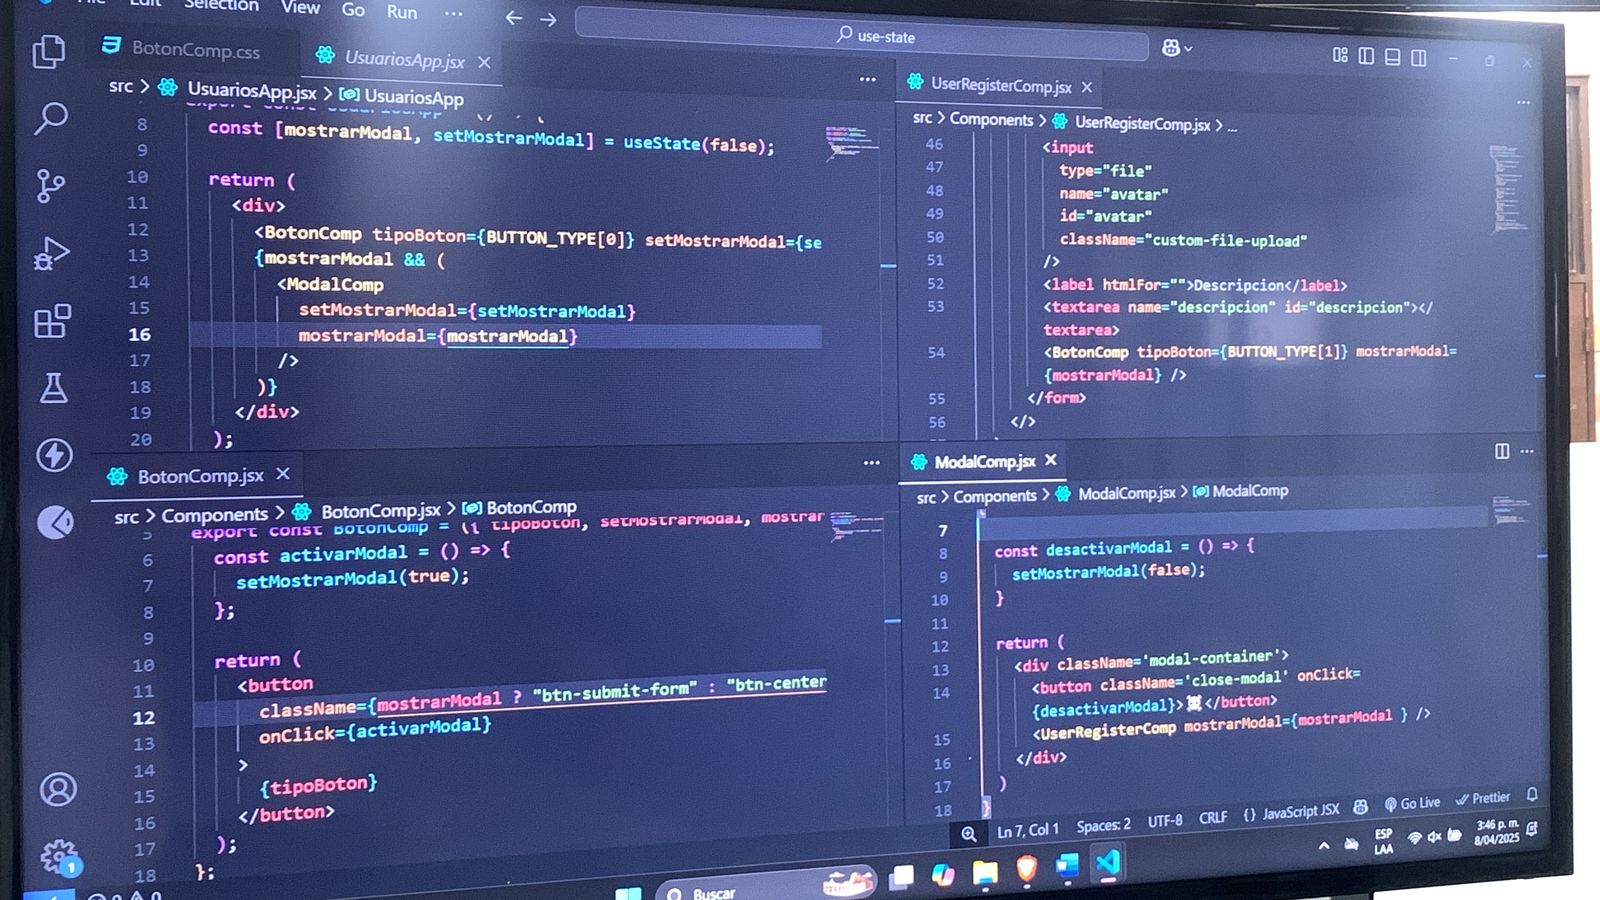 Edit Selection View Go Run ...
use-state
BotonComp.css
UsuariosApp.jsx
src > UsuariosApp.jsx > UsuariosApp
8 const [mostrarModal, setMostrarModal] = useState(false);
9
10 return (
11 <div>
12 <BotonComp tipoBoton={BUTTON_TYPE[0]} setMostrarModal={se
13 {mostrarModal && (
14 <ModalComp
15 setMostrarModal={setMostrarModal}
16 mostrarModal={mostrarModal}
17 />
18 )}
19 </div>
20 );
UserRegisterComp.jsx
src > Components > UserRegisterComp.jsx > ...
46 <input
47 type="file"
48 name="avatar"
49 id="avatar"
50 className="custom-file-upload"
51 />
52 <label htmlFor="">Descripcion</label>
53 <textarea name="descripcion" id="descripcion"></
textarea>
54 <BotonComp tipoBoton={BUTTON_TYPE[1]} mostrarModal=
{mostrarModal} />
55 </form>
56 </>
BotonComp.jsx
src > Components > BotonComp.jsx > BotonComp
5 export const BotonComp = ({ tipoBoton, setMostrarModal, mostrar
6 const activarModal = () => {
7 setMostrarModal(true);
8 };
9
10 return (
11 <button
12 className={mostrarModal ? "btn-submit-form" : "btn-center
13 onClick={activarModal}
14 >
15 {tipoBoton}
16 </button>
17 );
18 };
ModalComp.jsx
src > Components > ModalComp.jsx > ModalComp
7
8 const desactivarModal = () => {
9 setMostrarModal(false);
10 }
11
12 return (
13 <div className='modal-container'>
14 <button className='close-modal' onClick=
{desactivarModal}></button>
15 <UserRegisterComp mostrarModal={mostrarModal } />
16 </div>
17 )
18 }
Ln 7, Col 1 Spaces: 2 UTF-8 CRLF {} JavaScript JSX Go Live Prettier
1
Buscar
ESP
LAA
3:46 p. m.
8/04/2025